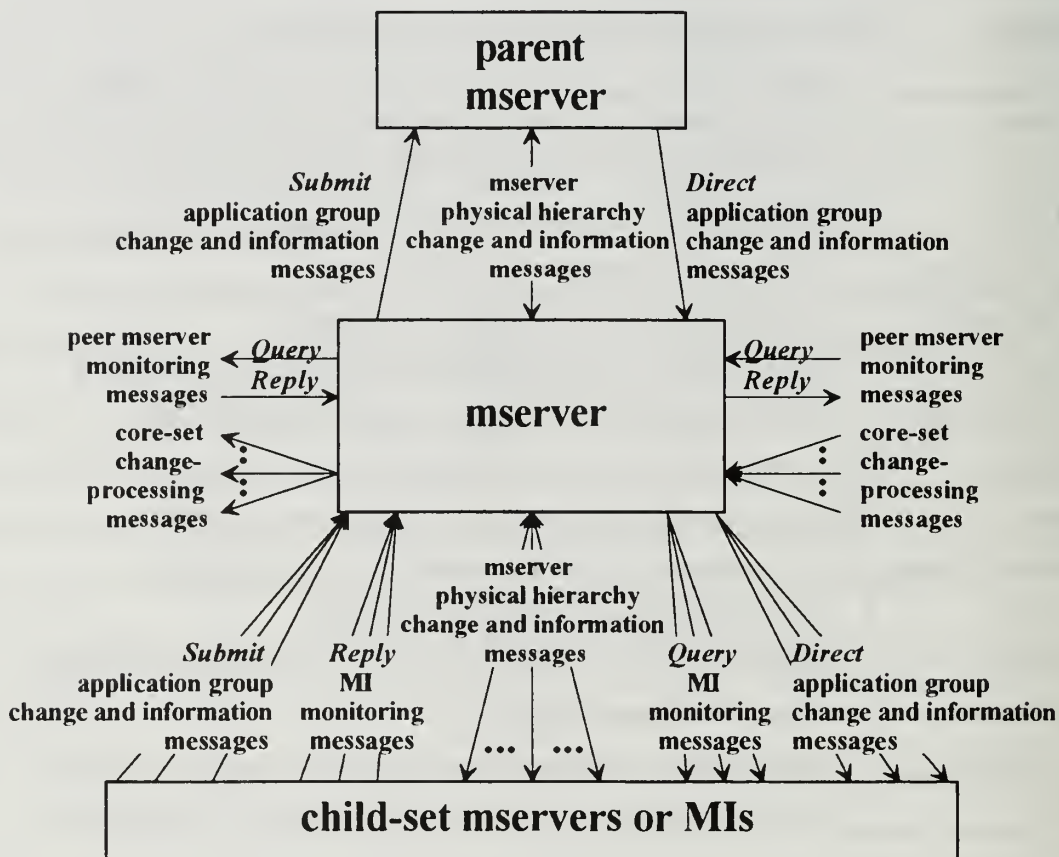 parent
mserver
Submit
application group
change and information
messages
mserver
physical hierarchy
change and information
messages
Direct
application group
change and information
messages
peer mserver
monitoring
messages
Query
Reply
core-set
change-
processing
messages
mserver
Query
Reply
peer mserver
monitoring
messages
core-set
change-
processing
messages
Submit
application group
change and information
messages
Reply
MI
monitoring
messages
mserver
physical hierarchy
change and information
messages
Query
MI
monitoring
messages
Direct
application group
change and information
messages
... ...
child-set mservers or MIs